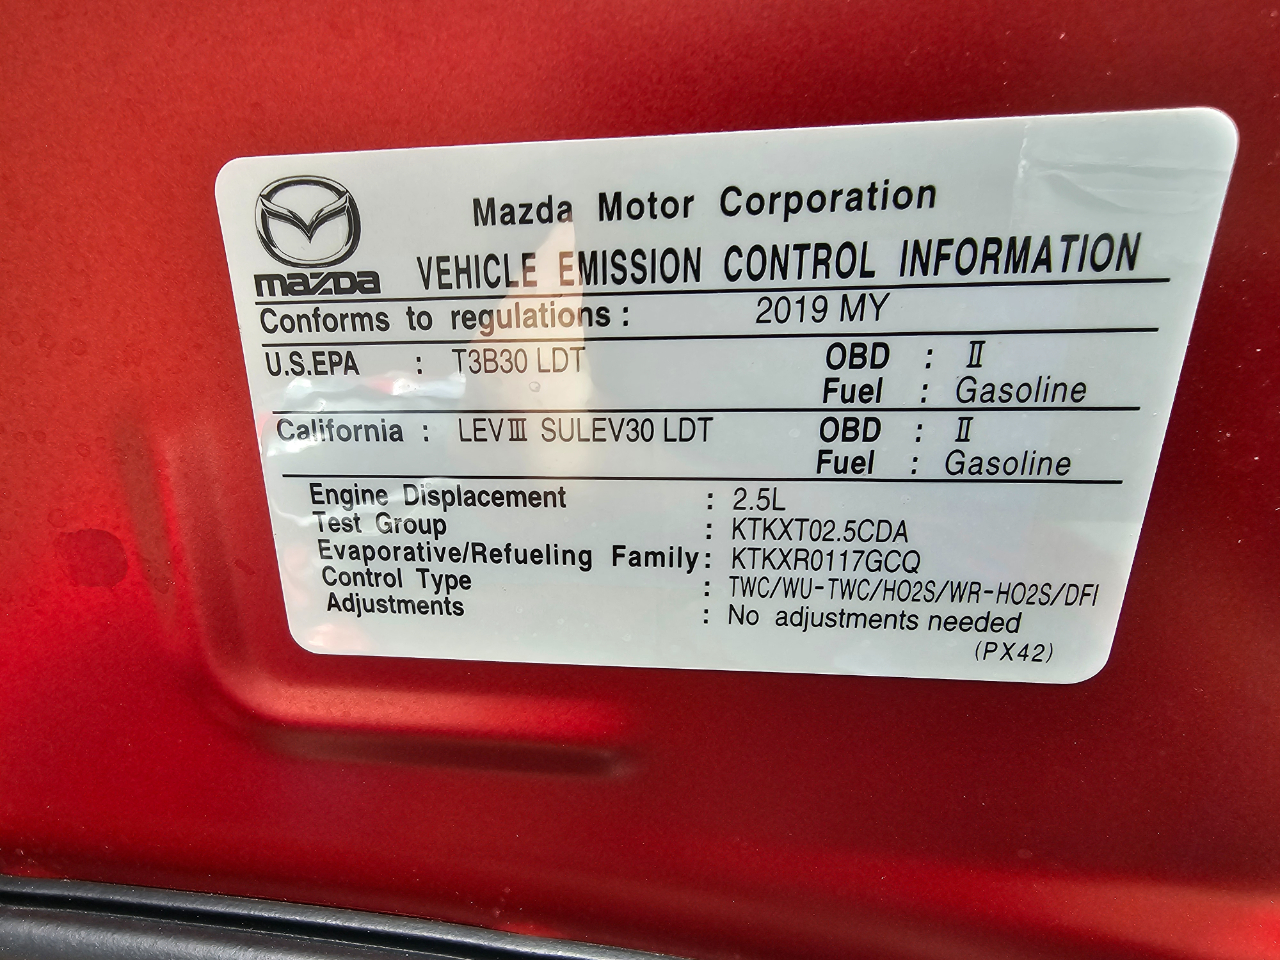 mazda
Mazda Motor Corporation
VEHICLE EMISSION CONTROL INFORMATION
Conforms to regulations : 2019 MY
U.S.EPA : T3B30 LDT OBD : Ⅱ
Fuel : Gasoline
California : LEVⅢ SULEV30 LDT OBD : Ⅱ
Fuel : Gasoline
Engine Displacement : 2.5L
Test Group : KTKXT02.5CDA
Evaporative/Refueling Family : KTKXR0117GCQ
Control Type : TWC/WU-TWC/HO2S/WR-HO2S/DFI
Adjustments : No adjustments needed
(PX42)